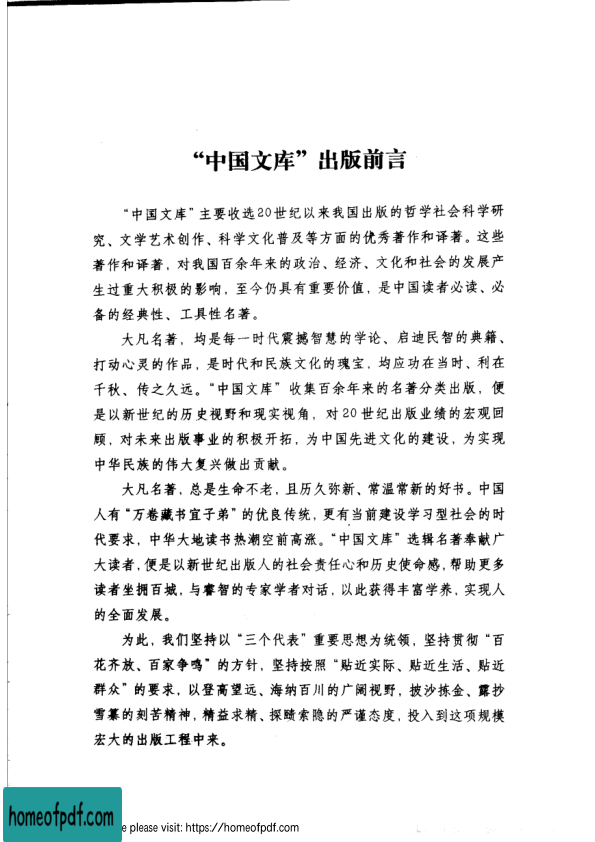 “中国文库”出版前言
“中国文库”主要收选20世纪以来我国出版的哲学社会科学研
究、文学艺术创作、科学文化普及等方面的优秀著作和译著。这些
著作和译著，对我国百余年来的政治、经济、文化和社会的发展产
生过重大积极的影响，至今仍具有重要价值，是中国读者必读、必
备的经典性、工具性名著。
大凡名著，均是每一时代震撼智慧的学论、启迪民智的典籍、
打动心灵的作品，是时代和民族文化的瑰宝，均应功在当时、利在
千秋、传之久远。“中国文库”收集百余年来的名著分类出版，便
是以新世纪的历史视野和现实视角，对20世纪出版业绩的宏观回
顾，对未来出版事业的积极开拓，为中国先进文化的建设，为实现
中华民族的伟大复兴做出贡献。
大凡名著，总是生命不老，且历久弥新、常温常新的好书。中国
人有“万卷藏书宜子弟”的优良传统，更有当前建设学习型社会的时
代要求，中华大地读书热潮空前高涨。“中国文库”选辑名著奉献广
大读者，便是以新世纪出版人的社会责任心和历史使命感，帮助更多
读者坐拥百城，与睿智的专家学者对话，以此获得丰富学养，实现人
的全面发展。
为此，我们坚持以“三个代表”重要思想为统领，坚持贯彻“百
花齐放、百家争鸣”的方针，坚持按照“贴近实际、贴近生活、贴近
群众”的要求，以登高望远、海纳百川的广阔视野，披沙拣金、露抄
雪纂的刻苦精神，精益求精、探赜索隐的严谨态度，投入到这项规模
宏大的出版工程中来。
homeofpdf.com
e please visit: https://homeofpdf.com